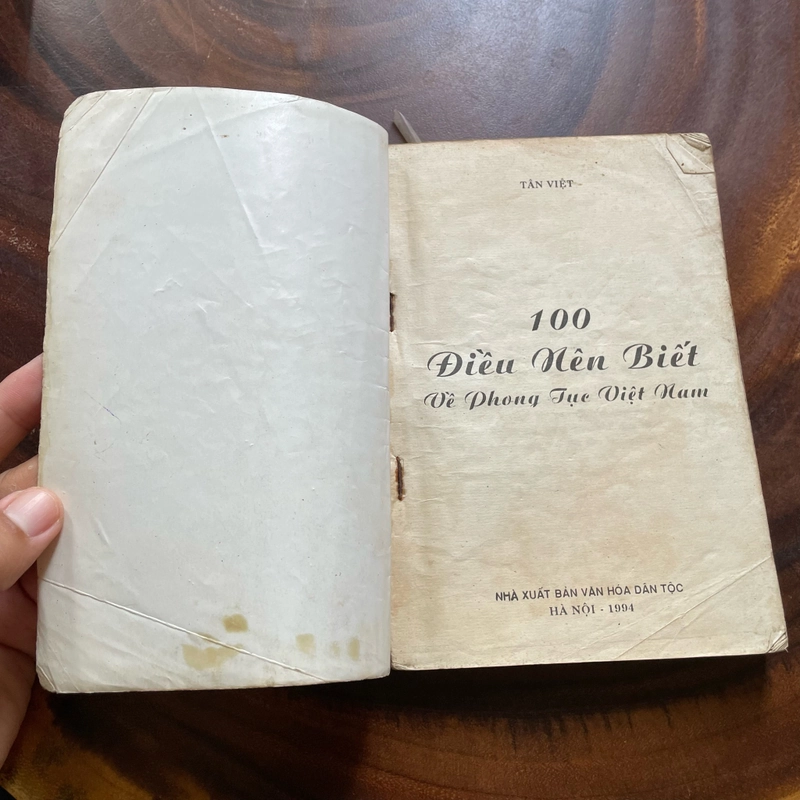 TÂN VIỆT
100
Điều Nên Biết
Về Phong Tục Việt Nam
NHÀ XUẤT BẢN VĂN HÓA DÂN TỘC
HÀ NỘI - 1994